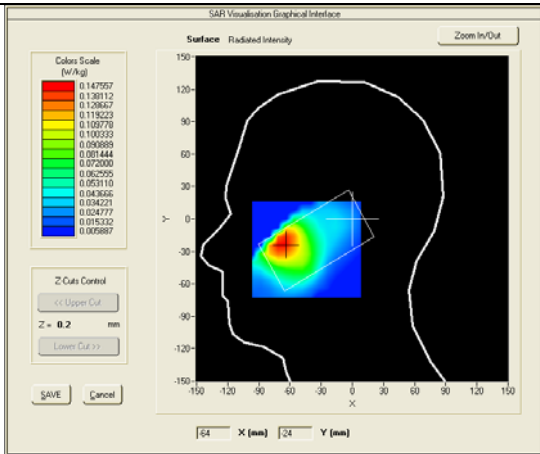 SAR Visualisation Graphical Interface
Surface Radiated Intensity
Zoom In/Out
Colors Scale
(W/kg)
0.147557
0.138112
0.128667
0.119223
0.109778
0.100333
0.090889
0.081444
0.072000
0.062555
0.053110
0.043666
0.034221
0.024777
0.015332
0.005887
Z-Cuts Control
<< Upper Cut
Z = 0.2 mm
Lower Cut >>
SAVE Cancel
150
120
90
60
30
0
-30
-60
-90
-120
-150
Y
-150 -120 -90 -60 -30 0 30 60 90 120 150
X
-64 X (mm) -24 Y (mm)